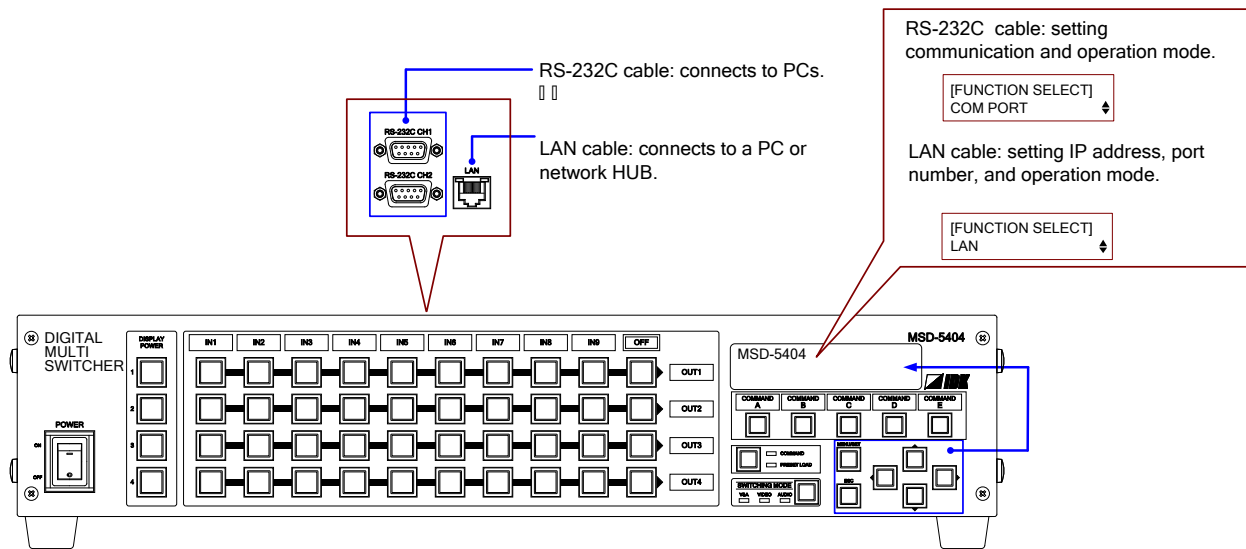 RS-232C cable: setting
communication and operation mode.
[FUNCTION SELECT]
COM PORT
LAN cable: setting IP address, port
number, and operation mode.
[FUNCTION SELECT]
LAN
RS-232C cable: connects to PCs.
LAN cable: connects to a PC or
network HUB.
RS-232C CH1
RS-232C CH2
LAN
DIGITAL
MULTI
SWITCHER
DISPLAY
POWER
1
2
3
4
POWER
ON
OFF
IN1 IN2 IN3 IN4 IN5 IN6 IN7 IN8 IN9 OFF
OUT1
OUT2
OUT3
OUT4
MSD-5404
MSD-5404
IDK
COMMAND A
COMMAND B
COMMAND C
COMMAND D
COMMAND E
COMMAND
PRESET LOAD
SWITCHING MODE
VGA VIDEO AUDIO
MENU/SET
ESC